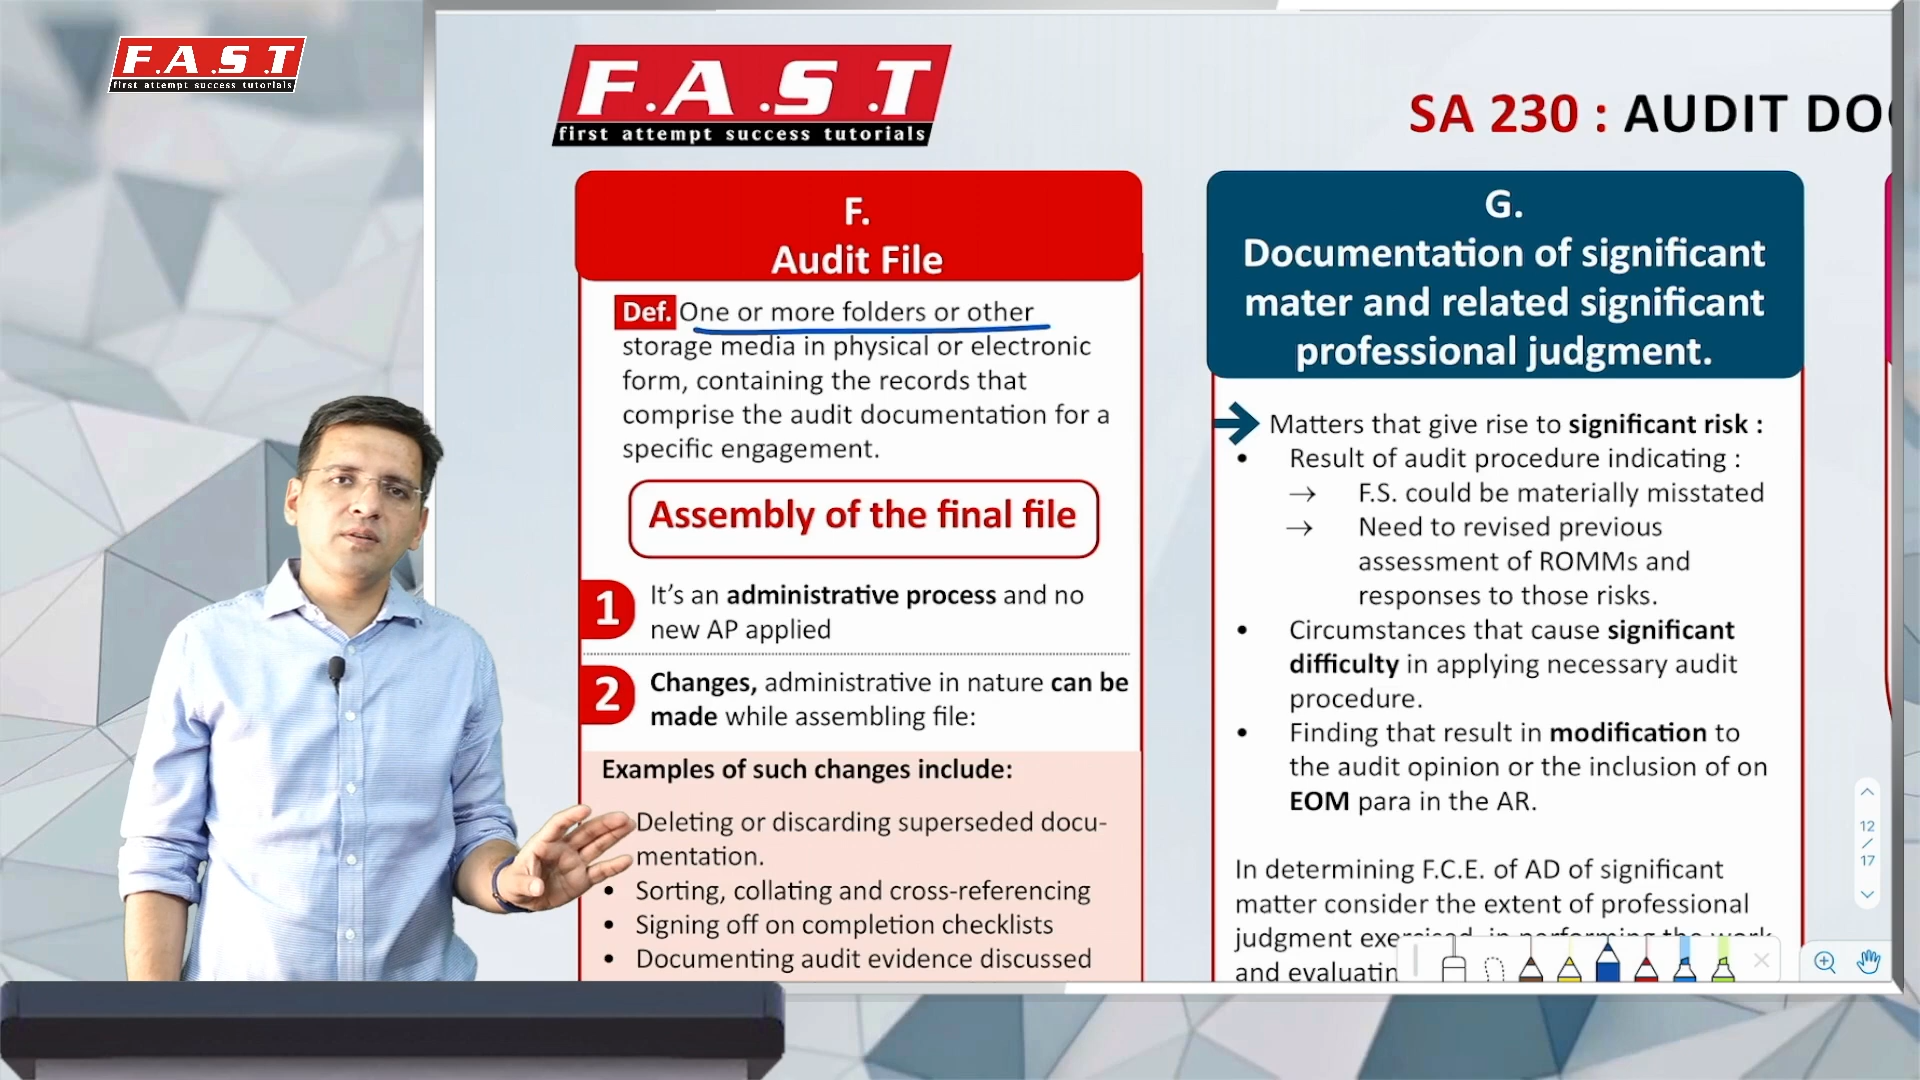 F.A.S.T
first attempt success tutorials
F.A.S.T
first attempt success tutorials
SA 230 : AUDIT DO
F.
Audit File
Def. One or more folders or other
storage media in physical or electronic
form, containing the records that
comprise the audit documentation for a
specific engagement.
Assembly of the final file
1 It's an administrative process and no
new AP applied
2 Changes, administrative in nature can be
made while assembling file:
Examples of such changes include:
Deleting or discarding superseded docu-
mentation.
• Sorting, collating and cross-referencing
• Signing off on completion checklists
• Documenting audit evidence discussed
G.
Documentation of significant
mater and related significant
professional judgment.
Matters that give rise to significant risk :
• Result of audit procedure indicating :
→ F.S. could be materially misstated
→ Need to revised previous
assessment of ROMMs and
responses to those risks.
• Circumstances that cause significant
difficulty in applying necessary audit
procedure.
• Finding that result in modification to
the audit opinion or the inclusion of on
EOM para in the AR.
In determining F.C.E. of AD of significant
matter consider the extent of professional
judgment exercised, in performing the work
and evaluatin
12
/
17